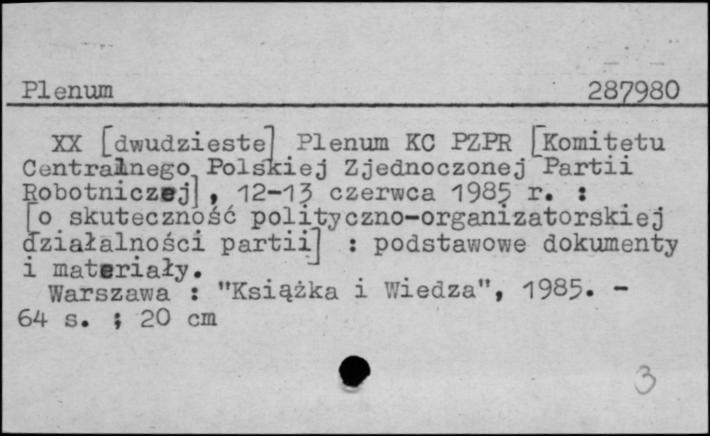 Plenum 287980
XX [dwudzieste] Plenum KC PZPR [Komitetu
Centralnego Polskiej Zjednoczonej Partii
Robotniczej], 12-13 czerwca 1985 r. :
[o skuteczność polityczno-organizatorskiej
działalności partii] : podstawowe dokumenty
i materiały.
Warszawa : "Książka i Wiedza", 1985. -
64 s. ; 20 cm
3